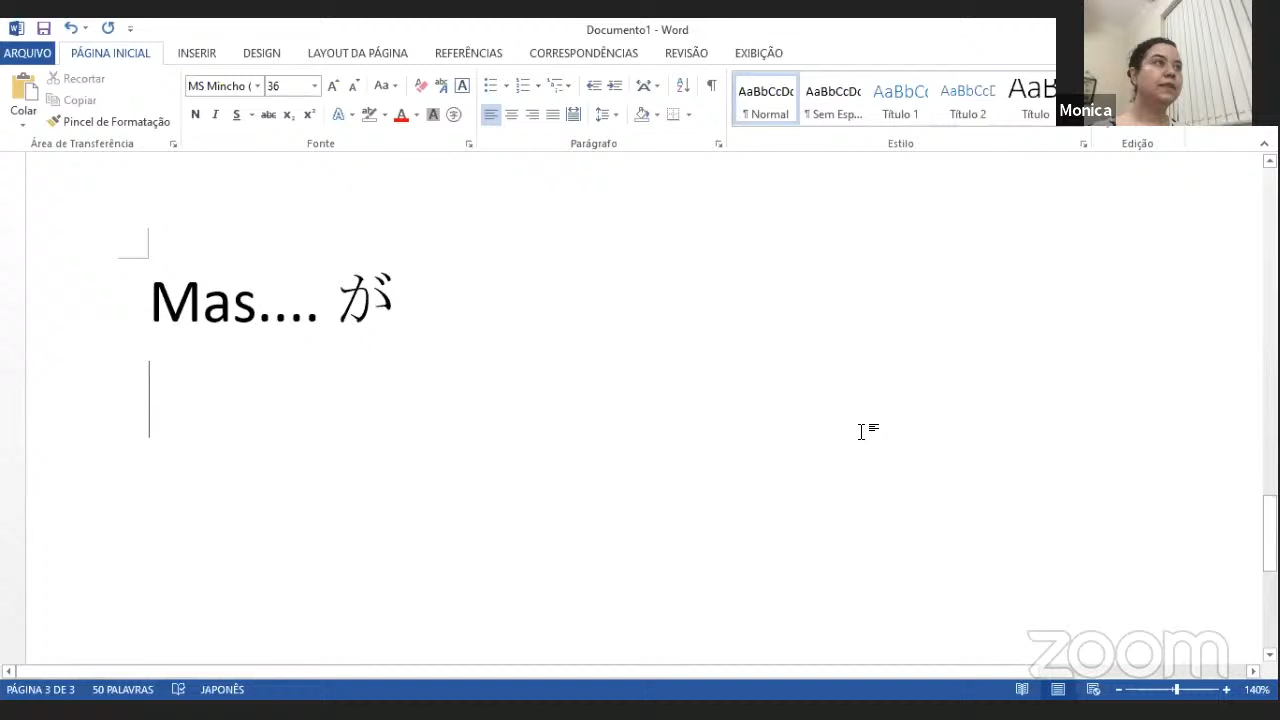 Documento1 - Word
ARQUIVO PÁGINA INICIAL INSERIR DESIGN LAYOUT DA PÁGINA REFERÊNCIAS CORRESPONDÊNCIAS REVISÃO EXIBIÇÃO
Colar
Recortar
Copiar
Pincel de Formatação
Área de Transferência
MS Mincho ( 36
Fonte
Parágrafo
AaBbCcDc AaBbCcDc AaBbCc AaBbCcD AaB
Normal Sem Esp... Título 1 Título 2 Título
Estilo
Edição
Monica
Mas.... が
zoom
PÁGINA 3 DE 3 50 PALAVRAS JAPONÊS 140%